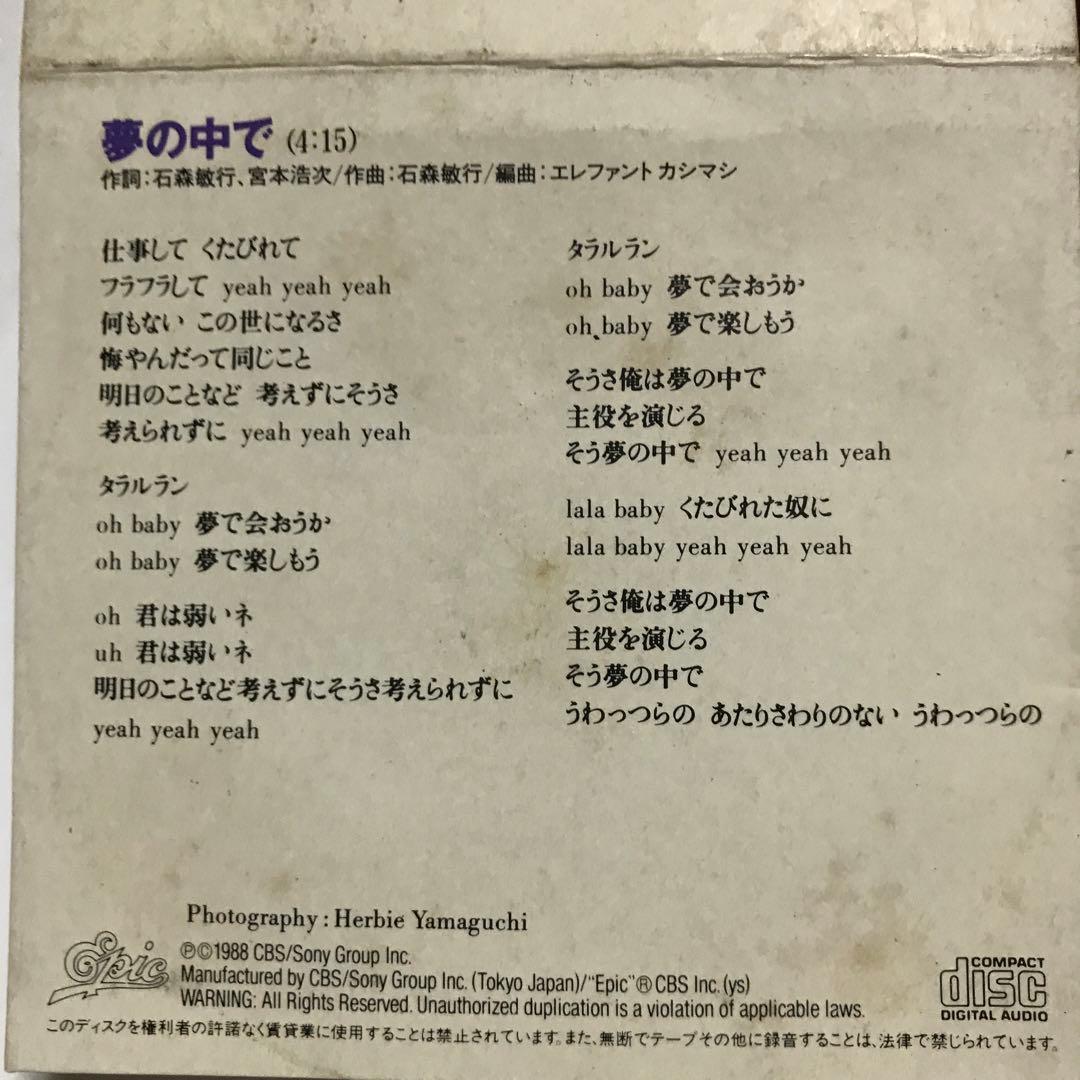 夢の中で (4:15)
作詞:石森敏行、宮本浩次/作曲:石森敏行/編曲:エレファント カシマシ
仕事して くたびれて
フラフラして yeah yeah yeah
何もない この世になるさ
悔やんだって同じこと
明日のことなど 考えずにそうさ
考えられずに yeah yeah yeah
タラルラン
oh baby 夢で会おうか
oh baby 夢で楽しもう
oh 君は弱いネ
uh 君は弱いネ
明日のことなど考えずにそうさ考えられずに
yeah yeah yeah
タラルラン
oh baby 夢で会おうか
oh baby 夢で楽しもう
そうさ俺は夢の中で
主役を演じる
そう夢の中で yeah yeah yeah
lala baby くたびれた奴に
lala baby yeah yeah yeah
そうさ俺は夢の中で
主役を演じる
そう夢の中で
うわっつらの あたりさわりのない うわっつらの
Photography : Herbie Yamaguchi
Epic
℗©1988 CBS/Sony Group Inc.
Manufactured by CBS/Sony Group Inc. (Tokyo Japan)/"Epic"® CBS Inc. (ys)
WARNING: All Rights Reserved. Unauthorized duplication is a violation of applicable laws.
COMPACT
disc
DIGITAL AUDIO
このディスクを権利者の許諾なく賃貸業に使用することは禁止されています。また、無断でテープその他に録音することは、法律で禁じられています。